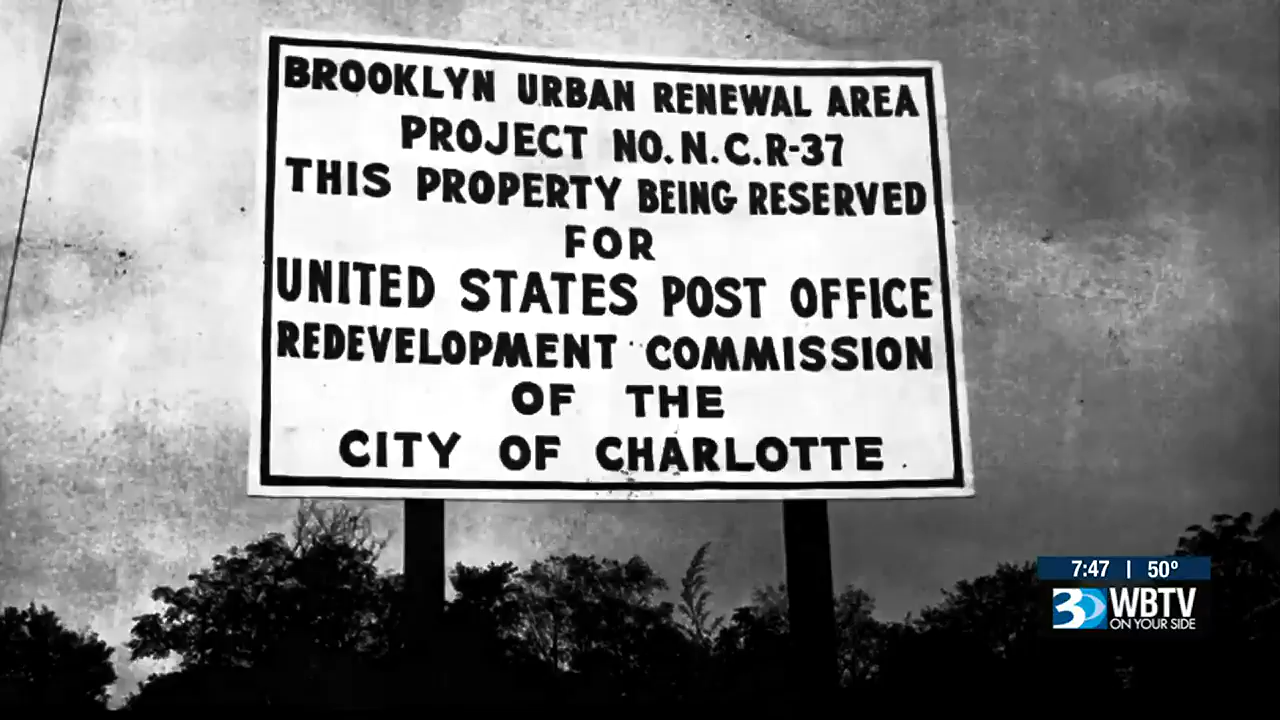 BROOKLYN URBAN RENEWAL AREA
PROJECT NO. N.C.R-37
THIS PROPERTY BEING RESERVED
FOR
UNITED STATES POST OFFICE
REDEVELOPMENT COMMISSION
OF THE
CITY OF CHARLOTTE
7:47 | 50°
3 WBTV
ON YOUR SIDE